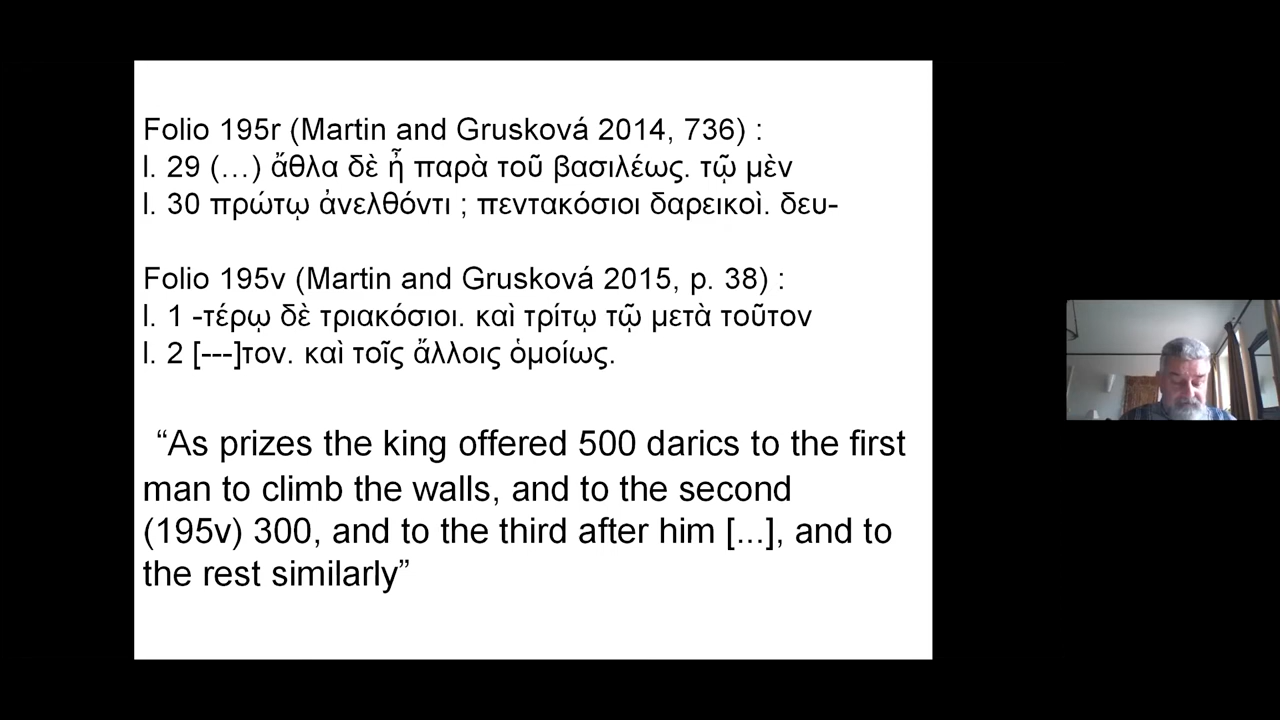 Folio 195r (Martin and Grusková 2014, 736) :
l. 29 (…) ἄθλα δὲ ἦ παρὰ τοῦ βασιλέως. τῷ μὲν
l. 30 πρώτῳ ἀνελθόντι ; πεντακόσιοι δαρεικοὶ. δευ-
Folio 195v (Martin and Grusková 2015, p. 38) :
l. 1 -τέρῳ δὲ τριακόσιοι. καὶ τρίτῳ τῷ μετὰ τοῦτον
l. 2 [---]τον. καὶ τοῖς ἄλλοις ὁμοίως.
“As prizes the king offered 500 darics to the first
man to climb the walls, and to the second
(195v) 300, and to the third after him [...], and to
the rest similarly”